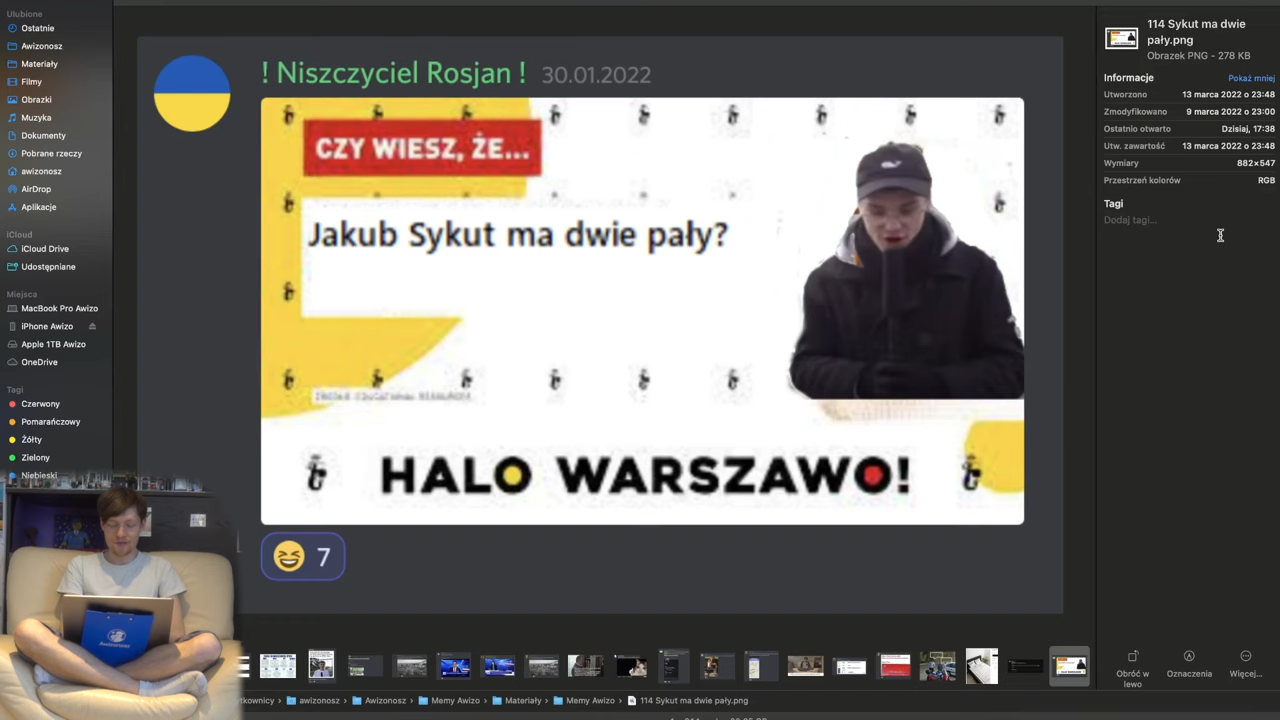 Ulubione
Ostatnie
Awizonosz
Materiały
Filmy
Obrazki
Muzyka
Dokumenty
Pobrane rzeczy
awizonosz
AirDrop
Aplikacje
iCloud
iCloud Drive
Udostępniane
Miejsca
MacBook Pro Awizo
iPhone Awizo
Apple 1TB Awizo
OneDrive
Tagi
Czerwony
Pomarańczowy
Żółty
Zielony
Niebieski
! Niszczyciel Rosjan ! 30.01.2022
CZY WIESZ, ŻE...
Jakub Sykut ma dwie pały?
HALO WARSZAWO!
7
114 Sykut ma dwie pały.png
Obrazek PNG - 278 KB
Informacje Pokaż mniej
Utworzono 13 marca 2022 o 23:48
Zmodyfikowano 9 marca 2022 o 23:00
Ostatnio otwarto Dzisiaj, 17:38
Utw. zawartość 13 marca 2022 o 23:48
Wymiary 882×547
Przestrzeń kolorów RGB
Tagi
Dodaj tagi...
Obróć w lewo
Oznaczenia
Więcej...
awizonosz › Awizonosz › Memy Awizo › Materiały › Memy Awizo › 114 Sykut ma dwie pały.png